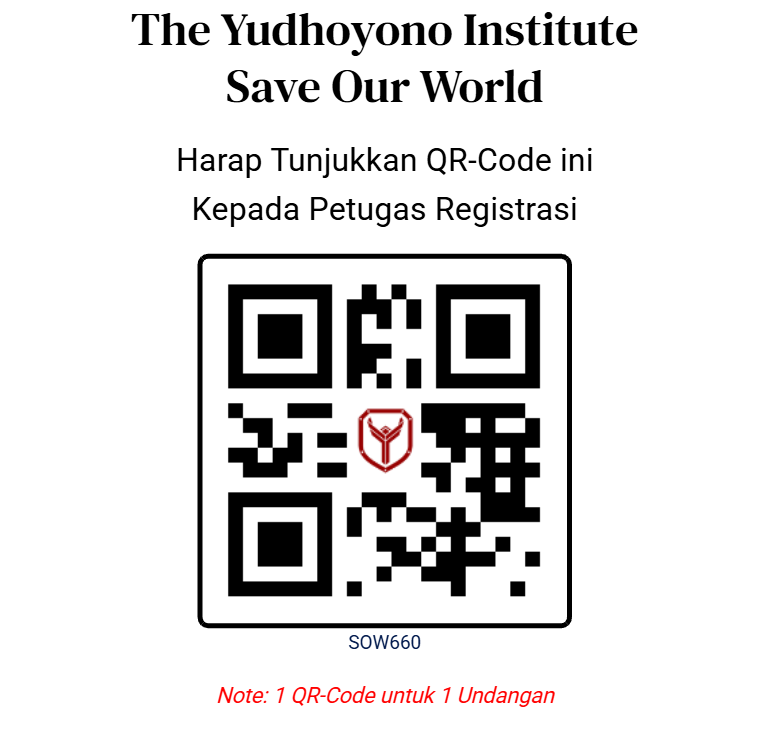 The Yudhoyono Institute
Save Our World
Harap Tunjukkan QR-Code ini
Kepada Petugas Registrasi
SOW660
Note: 1 QR-Code untuk 1 Undangan